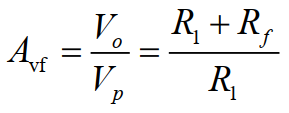 A_vf = V_o / V_p = (R_1 + R_f) / R_1